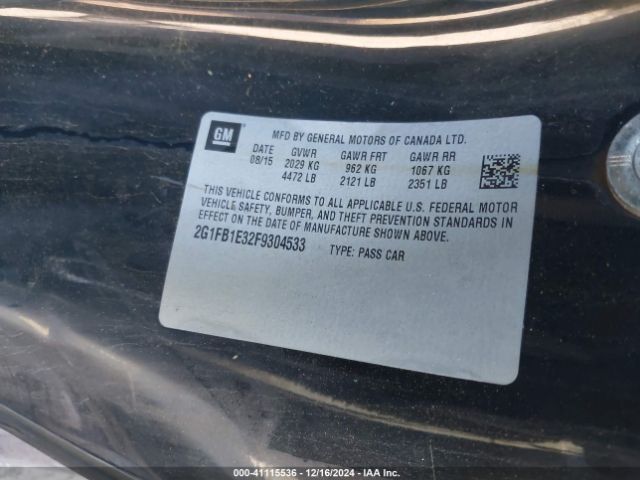 GM
MFD BY GENERAL MOTORS OF CANADA LTD.
DATE GVWR GAWR FRT GAWR RR
08/15 2029 KG 962 KG 1067 KG
4472 LB 2121 LB 2351 LB
THIS VEHICLE CONFORMS TO ALL APPLICABLE U.S. FEDERAL MOTOR
VEHICLE SAFETY, BUMPER, AND THEFT PREVENTION STANDARDS IN
EFFECT ON THE DATE OF MANUFACTURE SHOWN ABOVE.
2G1FB1E32F9304533 TYPE: PASS CAR
000-41115536 - 12/16/2024 - IAA Inc.